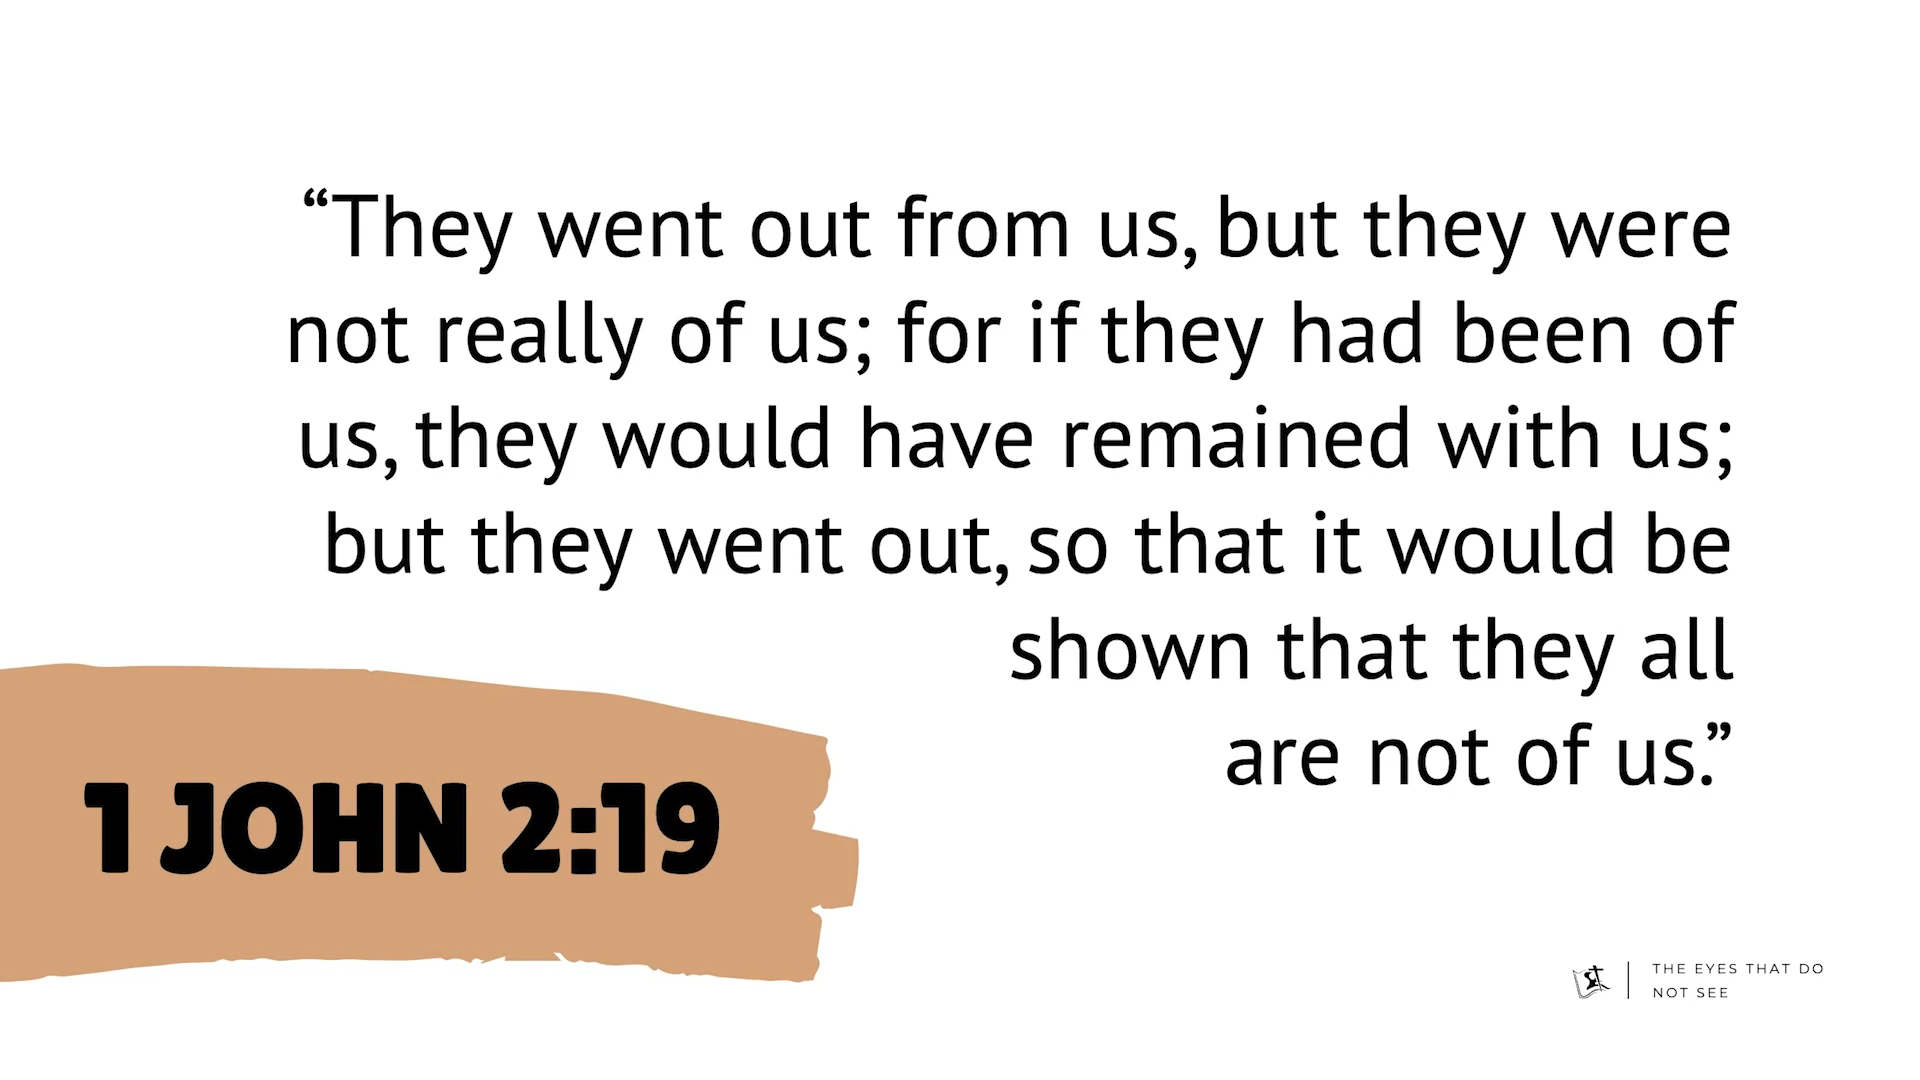 “They went out from us, but they were
not really of us; for if they had been of
us, they would have remained with us;
but they went out, so that it would be
shown that they all
are not of us.”
1 JOHN 2:19
THE EYES THAT DO
NOT SEE